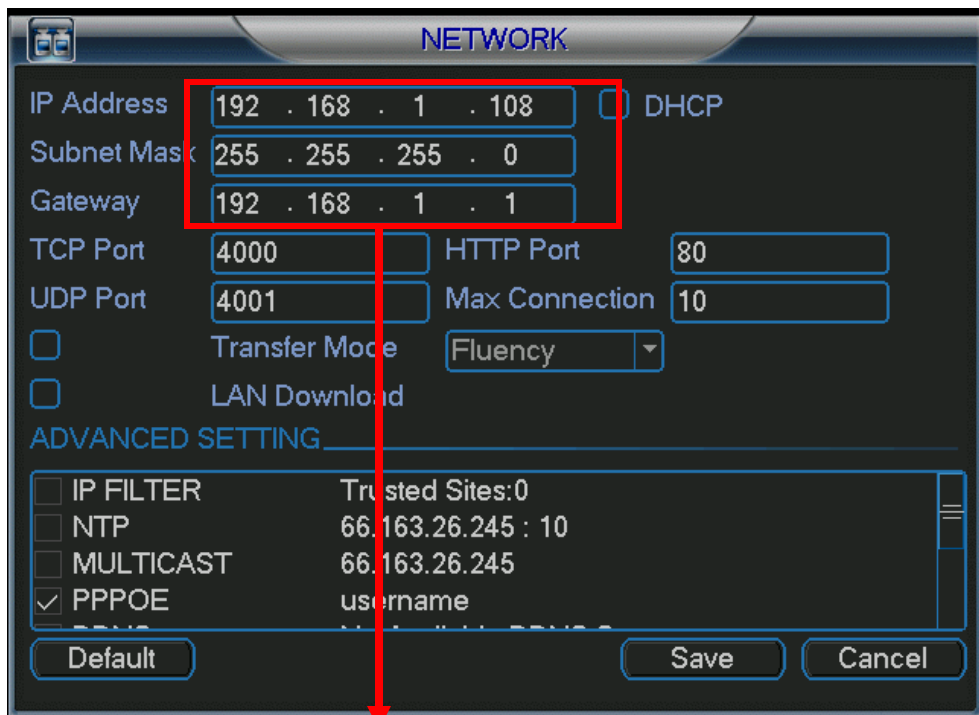 NETWORK
IP Address 192 . 168 . 1 . 108 DHCP
Subnet Mask 255 . 255 . 255 . 0
Gateway 192 . 168 . 1 . 1
TCP Port 4000 HTTP Port 80
UDP Port 4001 Max Connection 10
Transfer Mode Fluency
LAN Download
ADVANCED SETTING
IP FILTER Trusted Sites:0
NTP 66.163.26.245 : 10
MULTICAST 66.163.26.245
PPPOE username
Default Save Cancel